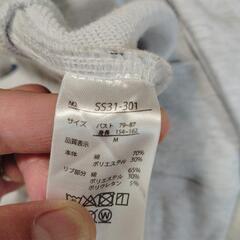 NO. SS31-301
サイズ バスト 79~87
身長 154~162
M
品質表示
本体 綿 70%
ポリエステル 30%
リブ部分 綿 65%
ポリエステル 30%
ポリウレタン 5%